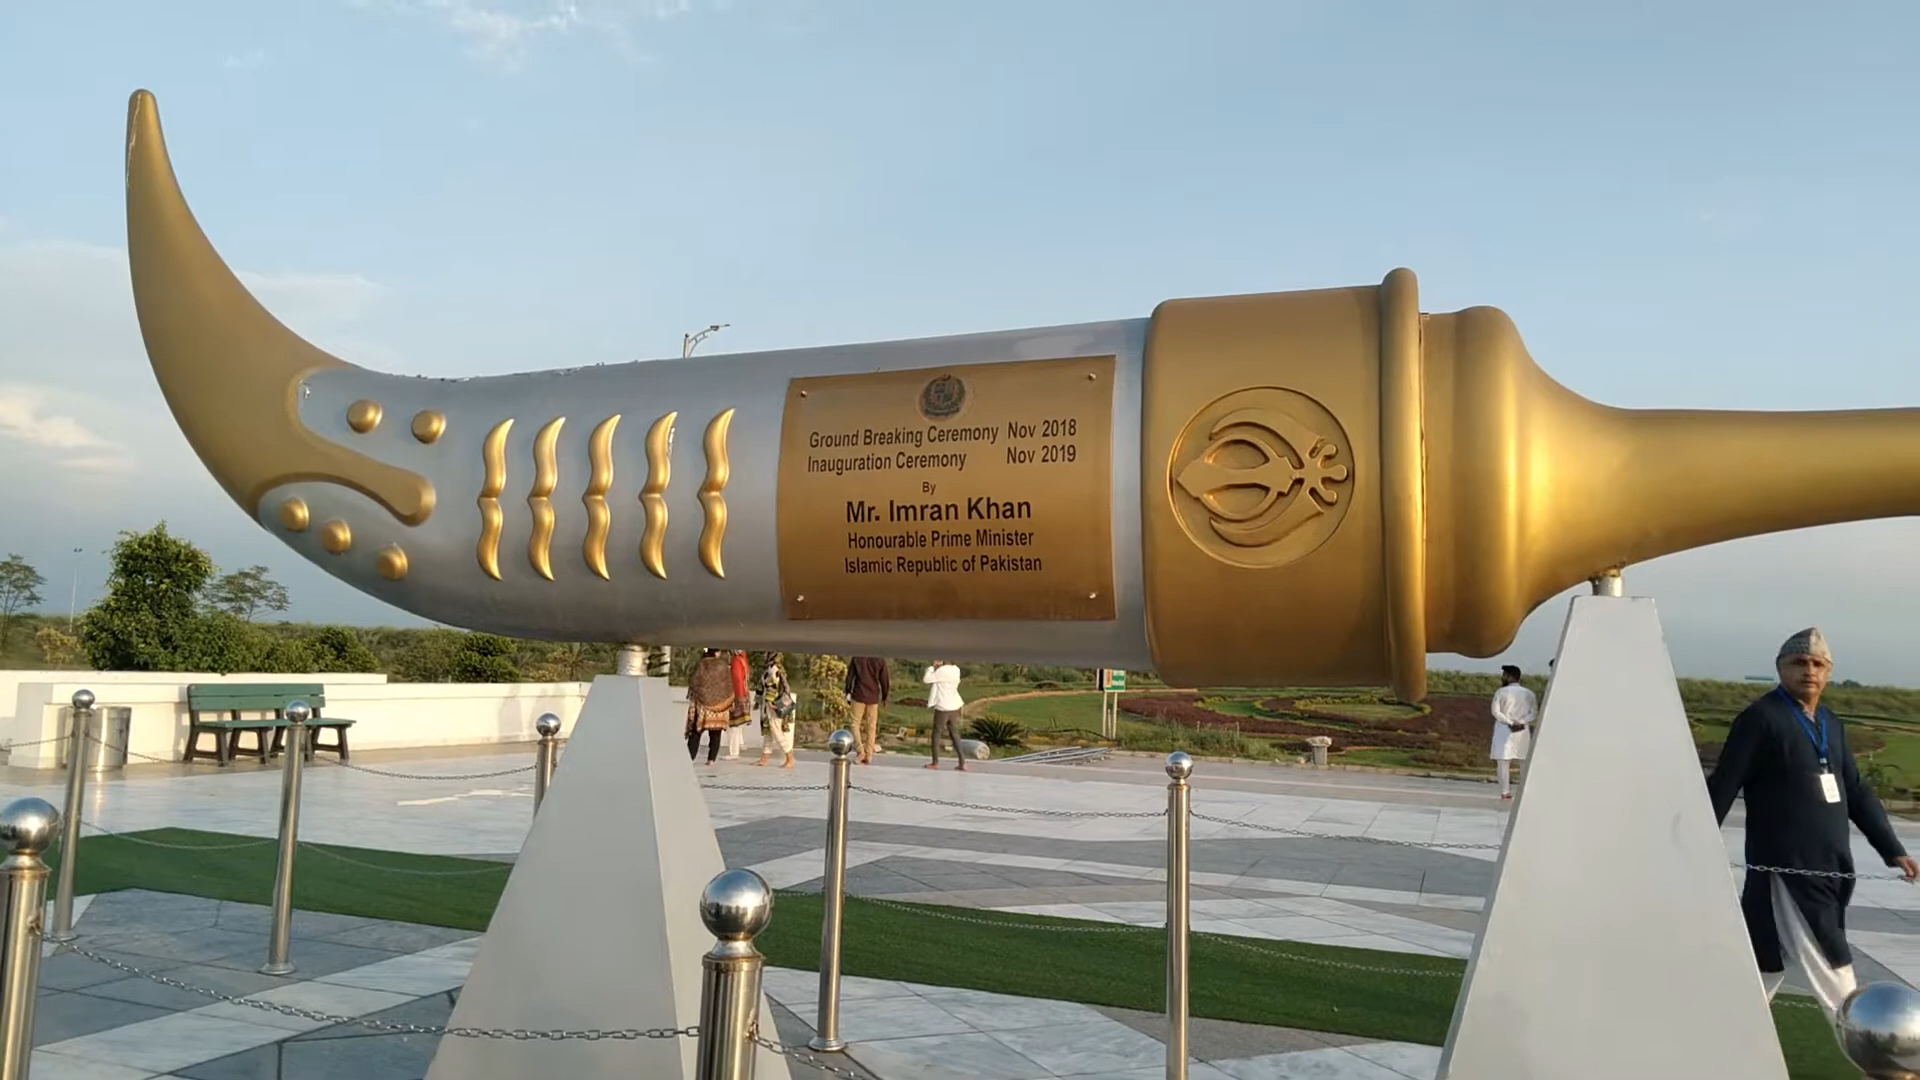 Ground Breaking Ceremony Nov 2018
Inauguration Ceremony Nov 2019
By
Mr. Imran Khan
Honourable Prime Minister
Islamic Republic of Pakistan